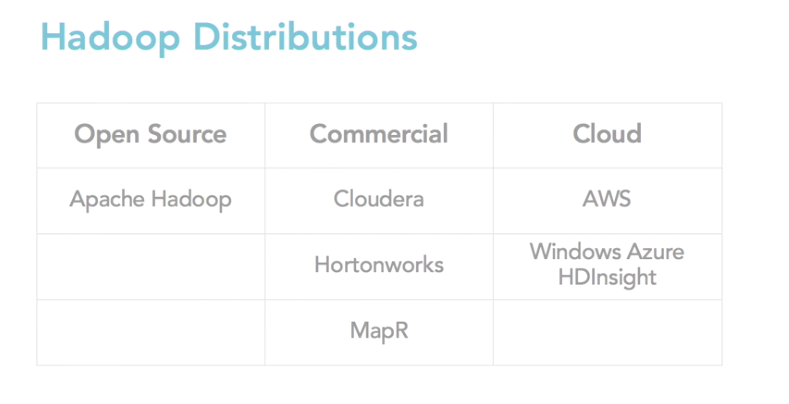 Hadoop Distributions
Open Source Commercial Cloud
Apache Hadoop Cloudera AWS
Hortonworks Windows Azure
HDInsight
MapR